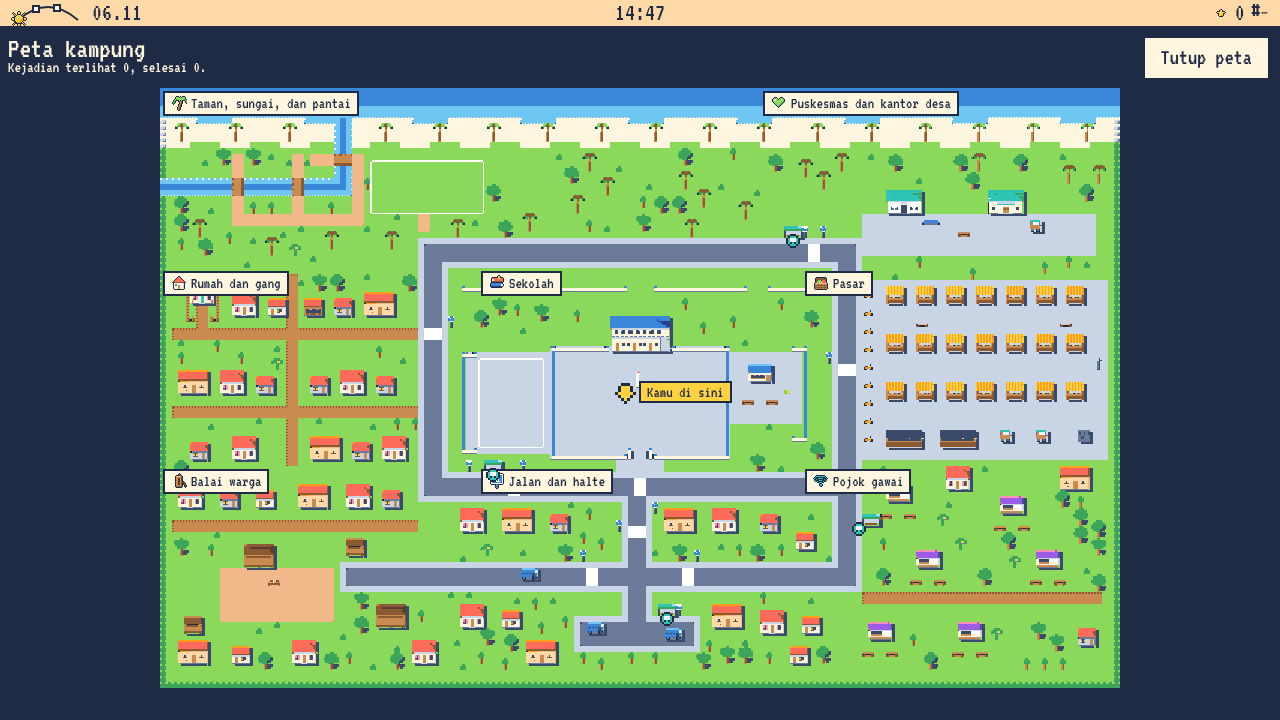 06.11
14:47
0 #-
Peta kampung
Kejadian terlihat 0, selesai 0.
Tutup peta
Taman, sungai, dan pantai
Puskesmas dan kantor desa
Rumah dan gang
Sekolah
Pasar
Kamu di sini
Balai warga
Jalan dan halte
Pojok gawai